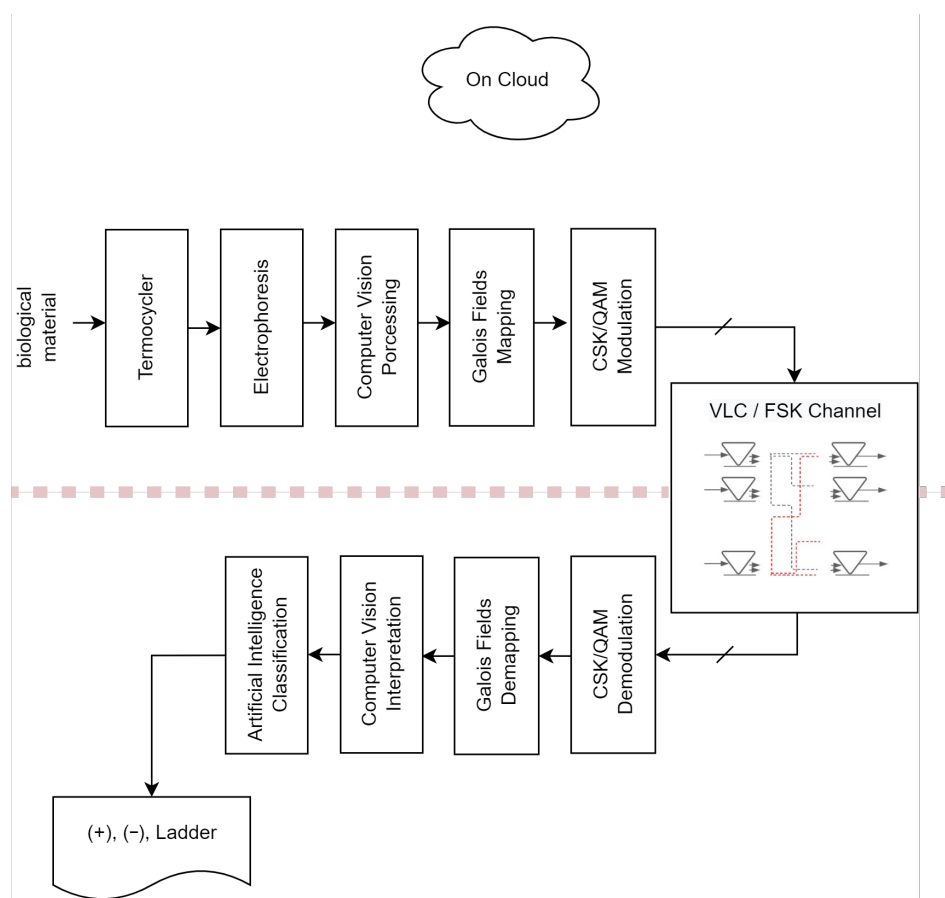 On Cloud
biological
material
Termocycler
Electrophoresis
Computer Vision
Porcessing
Galois Fields
Mapping
CSK/QAM
Modulation
VLC / FSK Channel
Artificial Intelligence
Classification
Computer Vision
Interpretation
Galois Fields
Demapping
CSK/QAM
Demodulation
(+), (−), Ladder